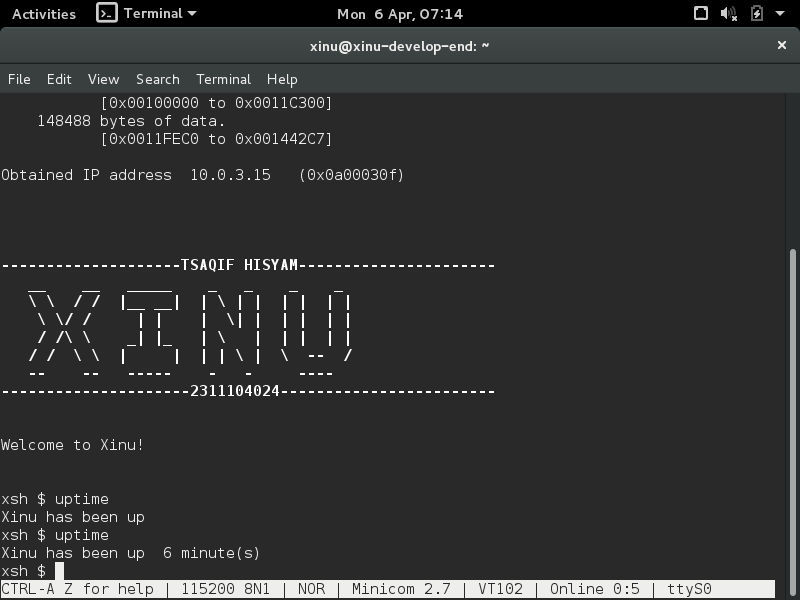 Activities Terminal Mon 6 Apr, 07:14
xinu@xinu-develop-end: ~
File Edit View Search Terminal Help
[0x00100000 to 0x0011C300]
148488 bytes of data.
[0x0011FEC0 to 0x001442C7]
Obtained IP address  10.0.3.15   (0x0a00030f)
--------------------TSAQIF HISYAM----------------------
   __    __   _____    _   _    _    _
   \ \  / /  |__ __|  | \ | |  | |  | |
    \ \/ /     | |    |  \| |  | |  | |
    / /\ \    _| |_   | \   |  | |  | |
   / /  \ \  |     |  | | \ |  \  --  /
   --    --   -----    -   -     ----
---------------------2311104024------------------------
Welcome to Xinu!
xsh $ uptime
Xinu has been up
xsh $ uptime
Xinu has been up  6 minute(s)
xsh $
CTRL-A Z for help | 115200 8N1 | NOR | Minicom 2.7 | VT102 | Online 0:5 | ttyS0